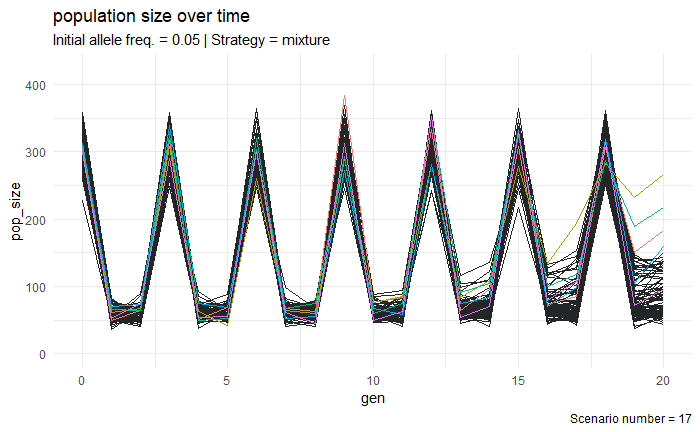 population size over time
Initial allele freq. = 0.05 | Strategy = mixture
400
300
200
100
0
pop_size
0 5 10 15 20
gen
Scenario number = 17